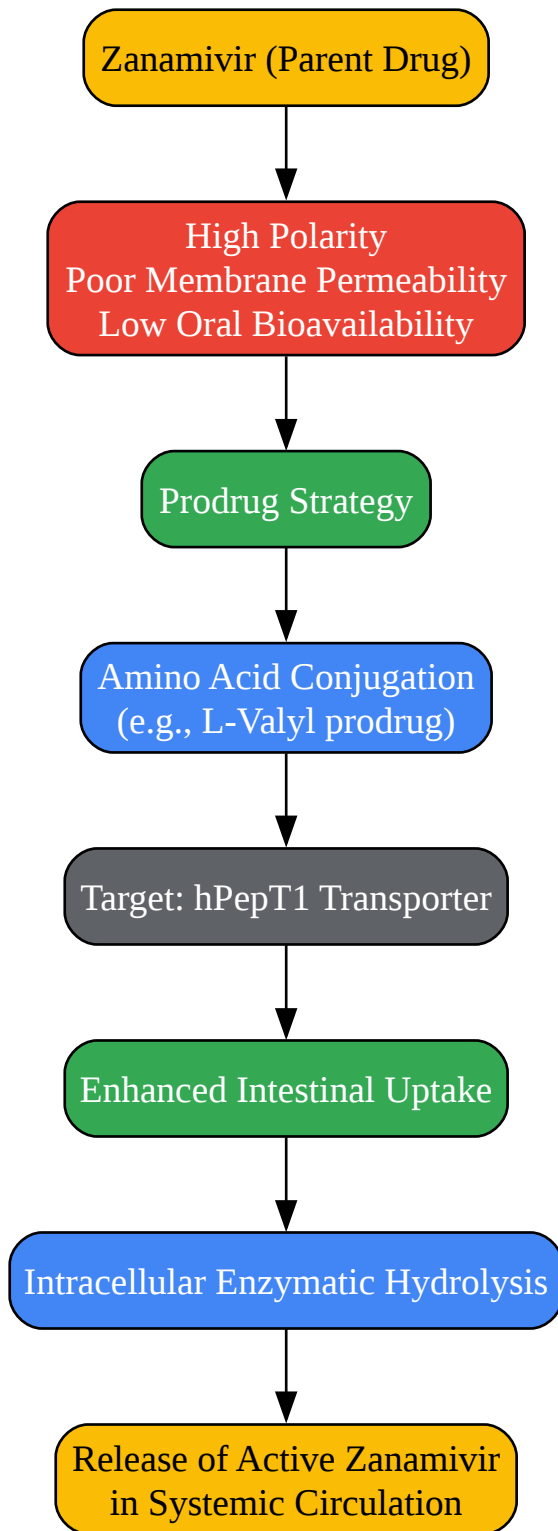 Zanamivir (Parent Drug)
High Polarity
Poor Membrane Permeability
Low Oral Bioavailability
Prodrug Strategy
Amino Acid Conjugation
(e.g., L-Valyl prodrug)
Target: hPepT1 Transporter
Enhanced Intestinal Uptake
Intracellular Enzymatic Hydrolysis
Release of Active Zanamivir
in Systemic Circulation